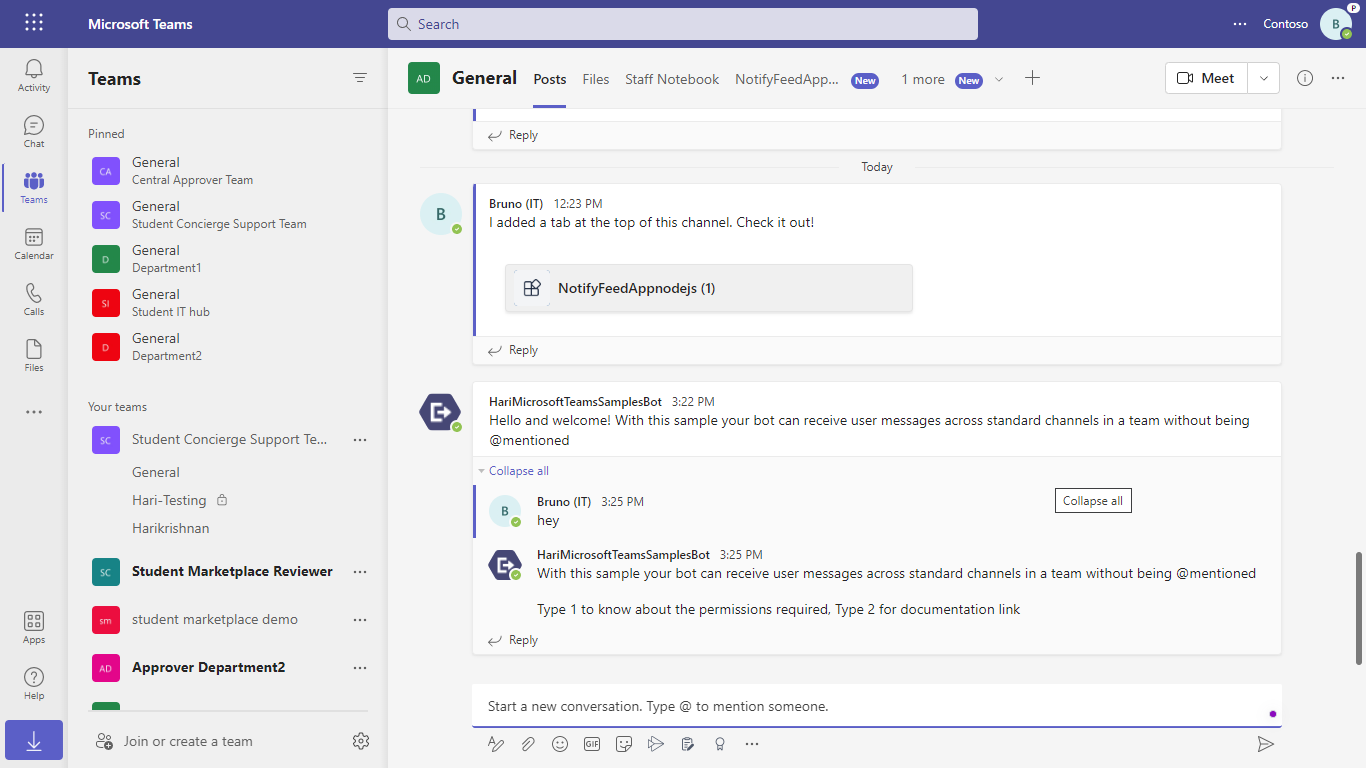 Microsoft Teams
Search
Contoso
B
P
Activity
Chat
Teams
Calendar
Calls
Files
Apps
Help
Teams
Pinned
CA
General
Central Approver Team
SC
General
Student Concierge Support Team
D
General
Department1
SI
General
Student IT hub
D
General
Department2
Your teams
SC
Student Concierge Support Te...
General
Hari-Testing
Harikrishnan
SC
Student Marketplace Reviewer
sm
student marketplace demo
AD
Approver Department2
Join or create a team
AD
General
Posts
Files
Staff Notebook
NotifyFeedApp...
New
1 more
New
Meet
Reply
Today
B
Bruno (IT) 12:23 PM
I added a tab at the top of this channel. Check it out!
NotifyFeedAppnodejs (1)
Reply
HariMicrosoftTeamsSamplesBot 3:22 PM
Hello and welcome! With this sample your bot can receive user messages across standard channels in a team without being
@mentioned
Collapse all
B
Bruno (IT) 3:25 PM
hey
Collapse all
HariMicrosoftTeamsSamplesBot 3:25 PM
With this sample your bot can receive user messages across standard channels in a team without being @mentioned
Type 1 to know about the permissions required, Type 2 for documentation link
Reply
Start a new conversation. Type @ to mention someone.
GIF